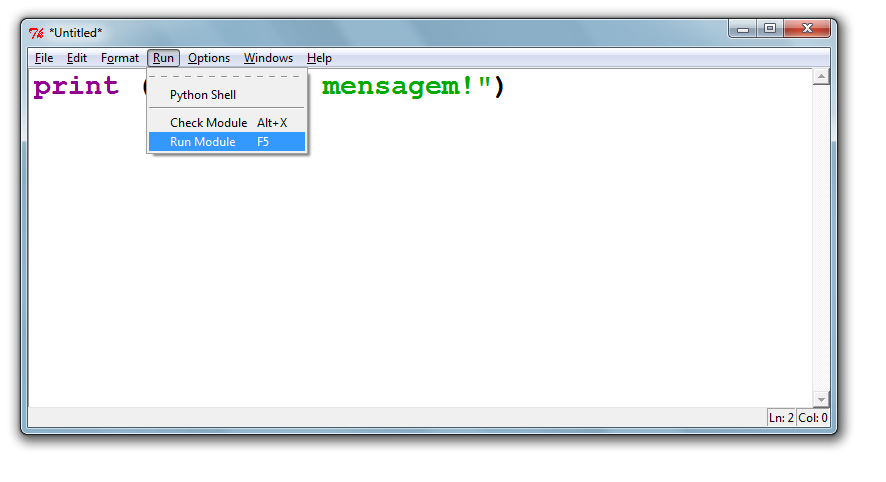 *Untitled*
File Edit Format Run Options Windows Help
print ( mensagem!")
Python Shell
Check Module Alt+X
Run Module F5
Ln: 2 Col: 0